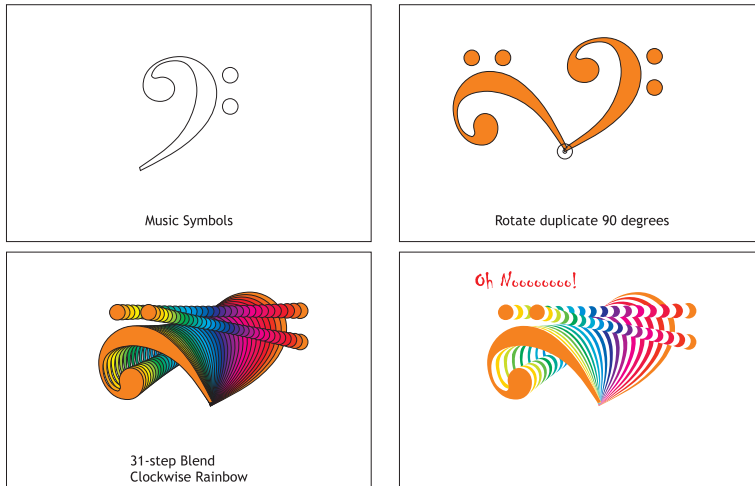 Music Symbols
Rotate duplicate 90 degrees
31-step Blend
Clockwise Rainbow
Oh Noooooooo!